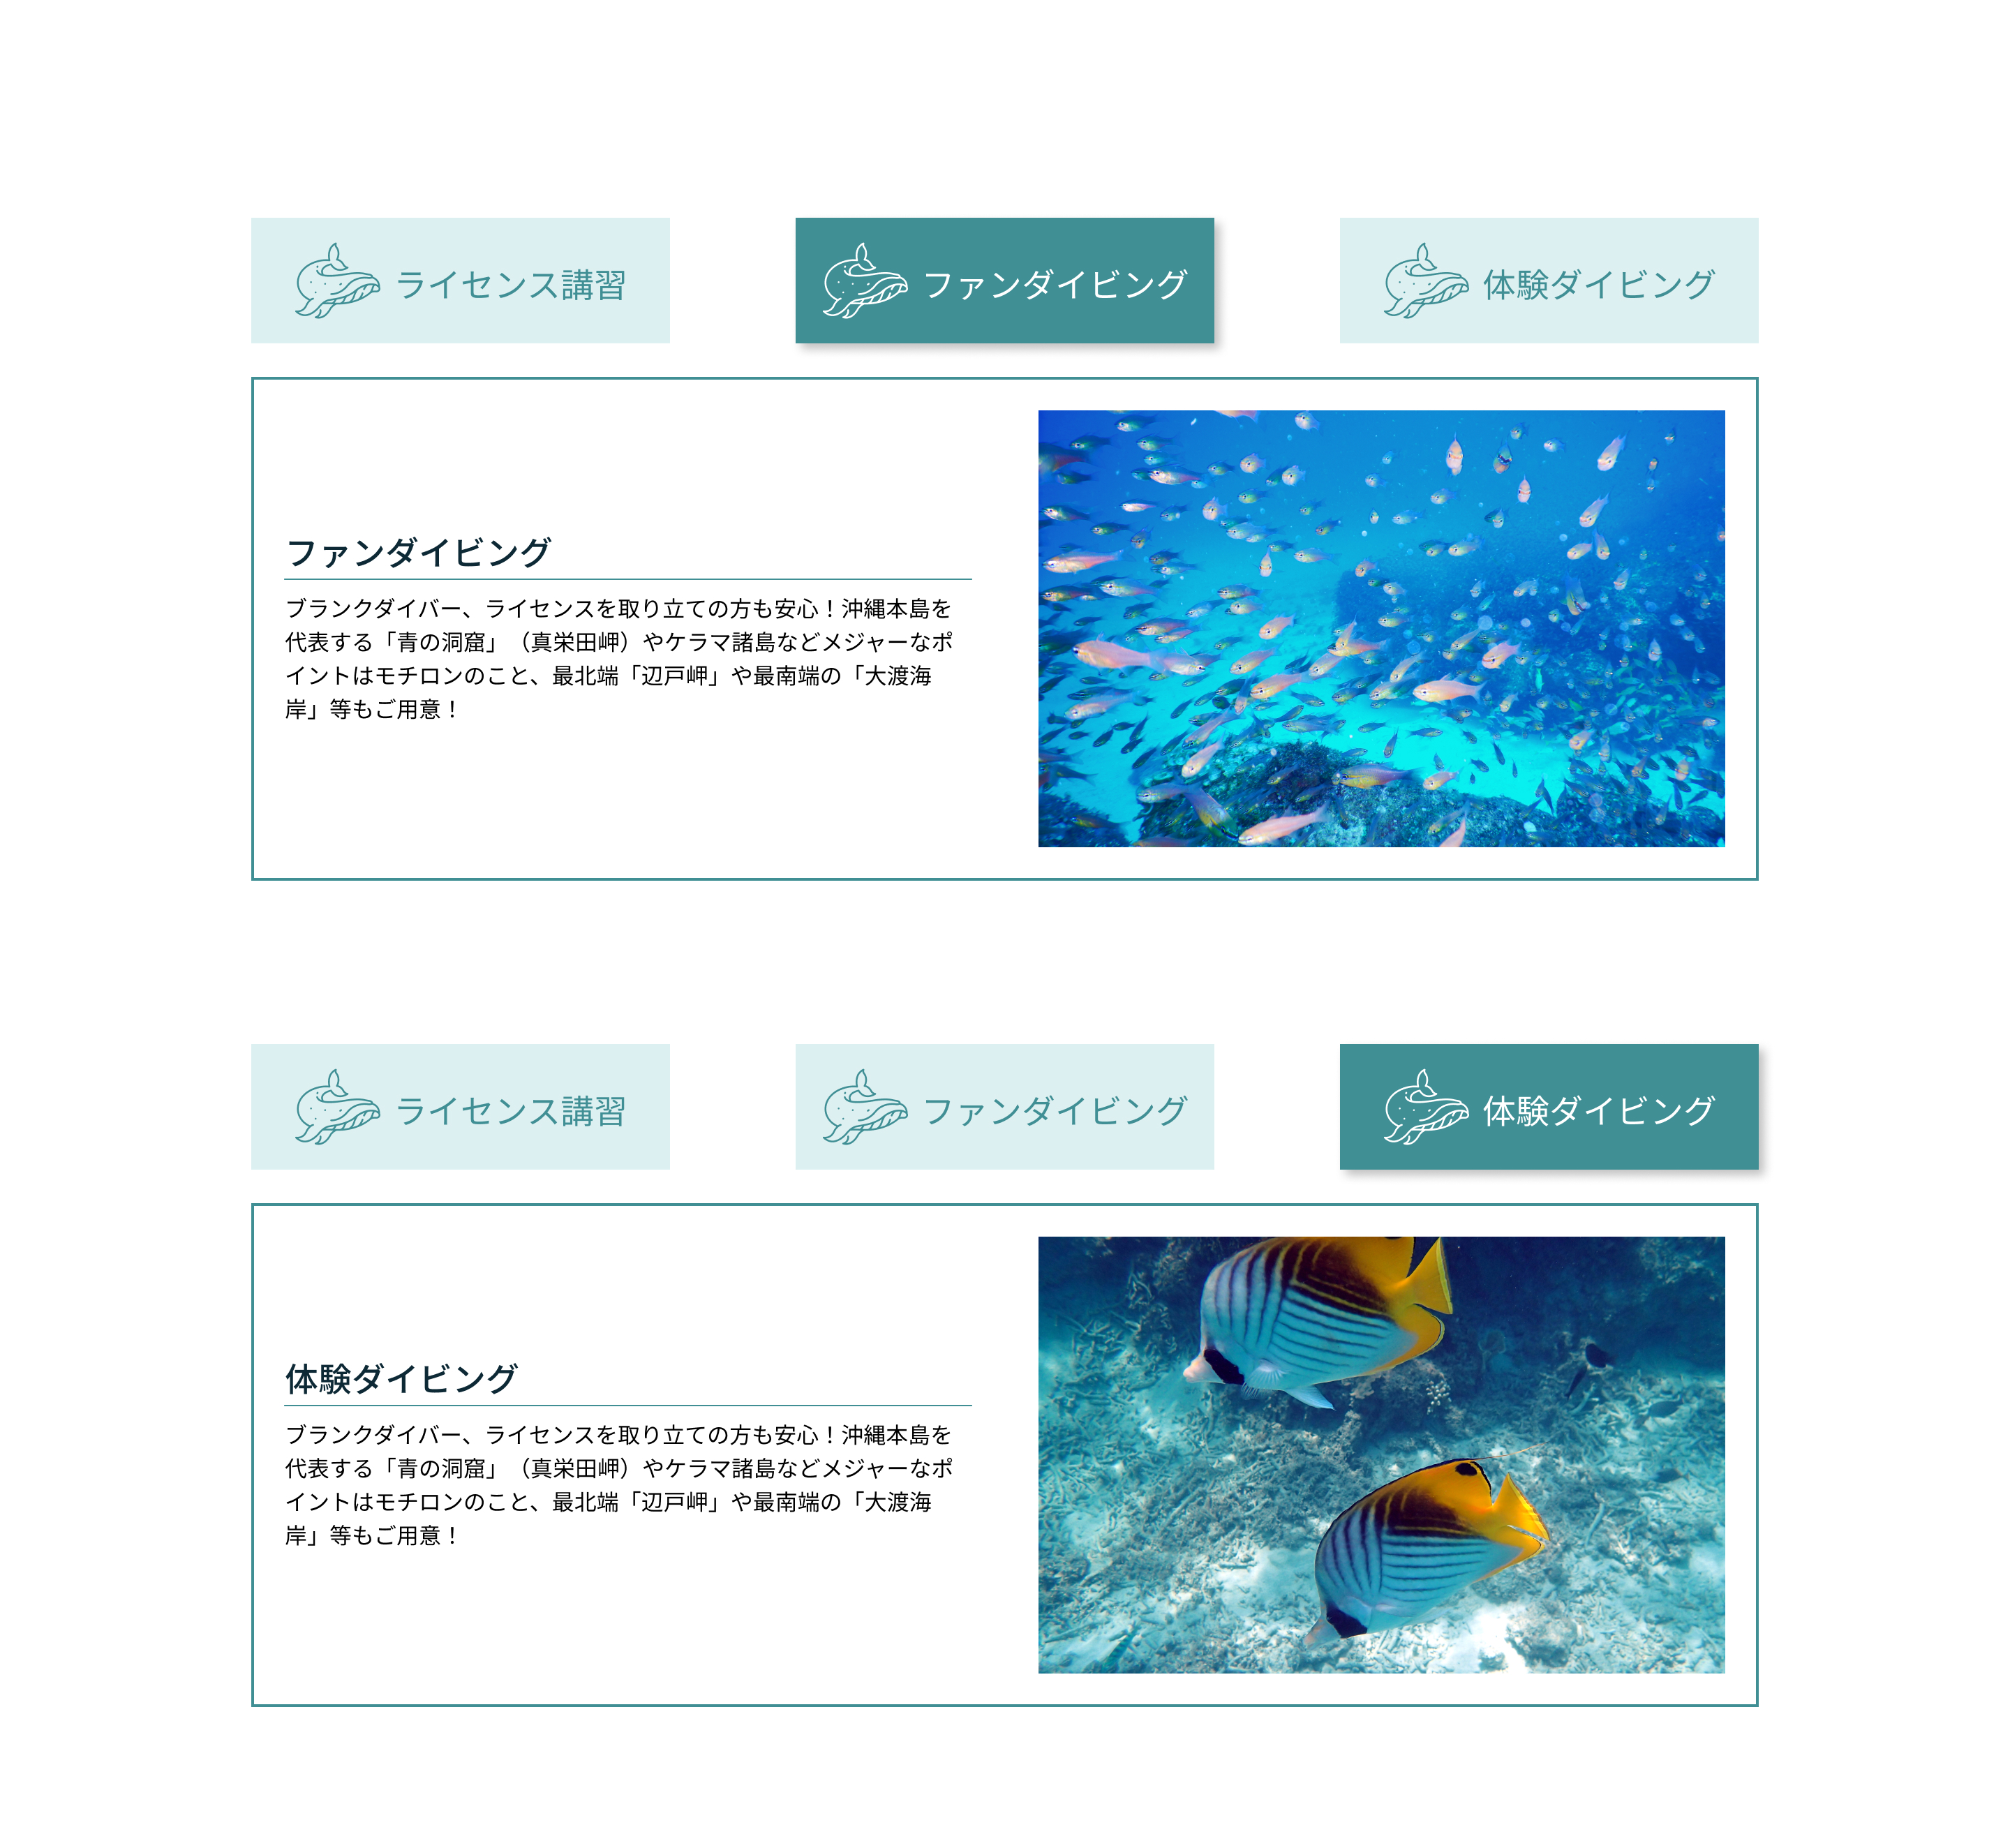 ライセンス講習
ファンダイビング
体験ダイビング
ファンダイビング
ブランクダイバー、ライセンスを取り立ての方も安心！沖縄本島を
代表する「青の洞窟」（真栄田岬）やケラマ諸島などメジャーなポ
イントはモチロンのこと、最北端「辺戸岬」や最南端の「大渡海
岸」等もご用意！
ライセンス講習
ファンダイビング
体験ダイビング
体験ダイビング
ブランクダイバー、ライセンスを取り立ての方も安心！沖縄本島を
代表する「青の洞窟」（真栄田岬）やケラマ諸島などメジャーなポ
イントはモチロンのこと、最北端「辺戸岬」や最南端の「大渡海
岸」等もご用意！